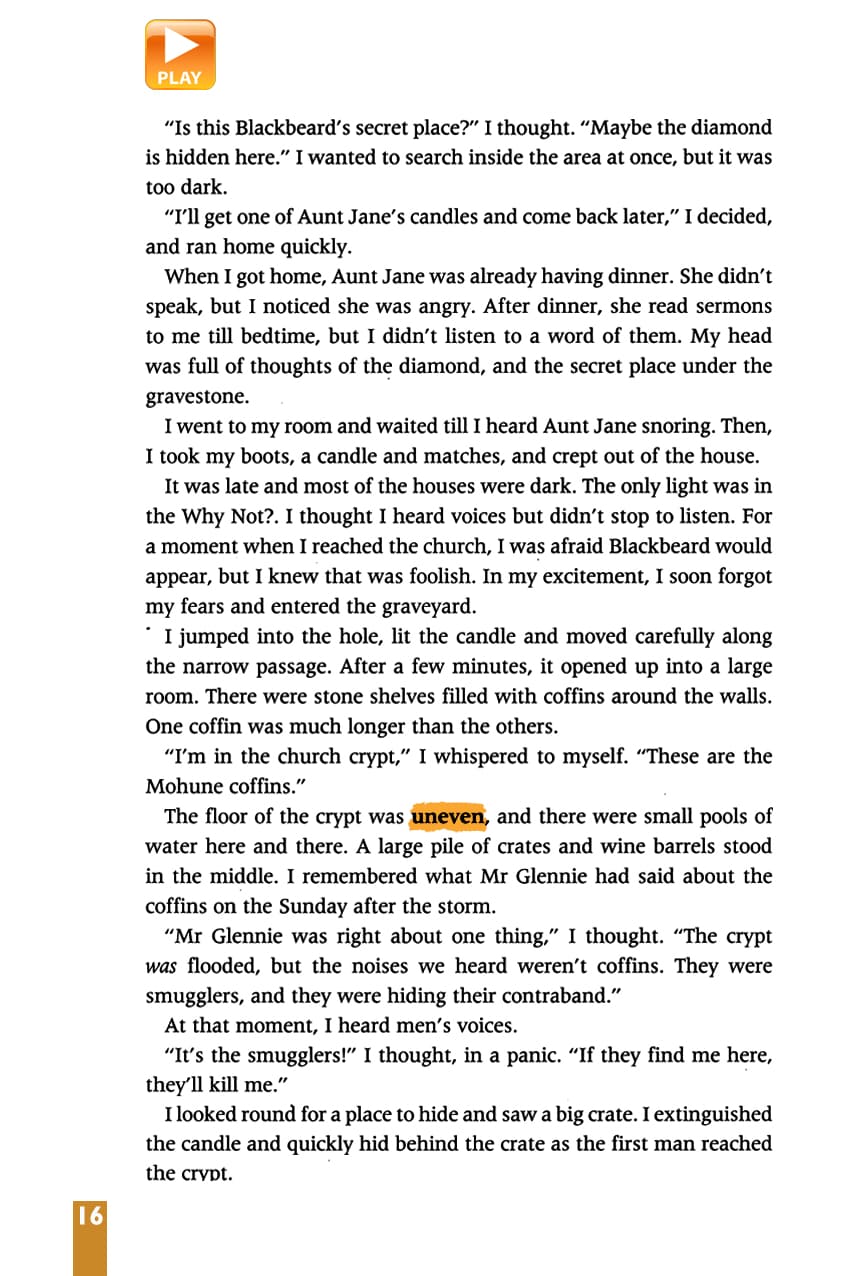 PLAY
“Is this Blackbeard’s secret place?” I thought. “Maybe the diamond
is hidden here.” I wanted to search inside the area at once, but it was
too dark.
“I’ll get one of Aunt Jane’s candles and come back later,” I decided,
and ran home quickly.
When I got home, Aunt Jane was already having dinner. She didn’t
speak, but I noticed she was angry. After dinner, she read sermons
to me till bedtime, but I didn’t listen to a word of them. My head
was full of thoughts of the diamond, and the secret place under the
gravestone.
I went to my room and waited till I heard Aunt Jane snoring. Then,
I took my boots, a candle and matches, and crept out of the house.
It was late and most of the houses were dark. The only light was in
the Why Not?. I thought I heard voices but didn’t stop to listen. For
a moment when I reached the church, I was afraid Blackbeard would
appear, but I knew that was foolish. In my excitement, I soon forgot
my fears and entered the graveyard.
I jumped into the hole, lit the candle and moved carefully along
the narrow passage. After a few minutes, it opened up into a large
room. There were stone shelves filled with coffins around the walls.
One coffin was much longer than the others.
“I’m in the church crypt,” I whispered to myself. “These are the
Mohune coffins.”
The floor of the crypt was uneven, and there were small pools of
water here and there. A large pile of crates and wine barrels stood
in the middle. I remembered what Mr Glennie had said about the
coffins on the Sunday after the storm.
“Mr Glennie was right about one thing,” I thought. “The crypt
was flooded, but the noises we heard weren’t coffins. They were
smugglers, and they were hiding their contraband.”
At that moment, I heard men’s voices.
“It’s the smugglers!” I thought, in a panic. “If they find me here,
they’ll kill me.”
I looked round for a place to hide and saw a big crate. I extinguished
the candle and quickly hid behind the crate as the first man reached
the crypt.
16